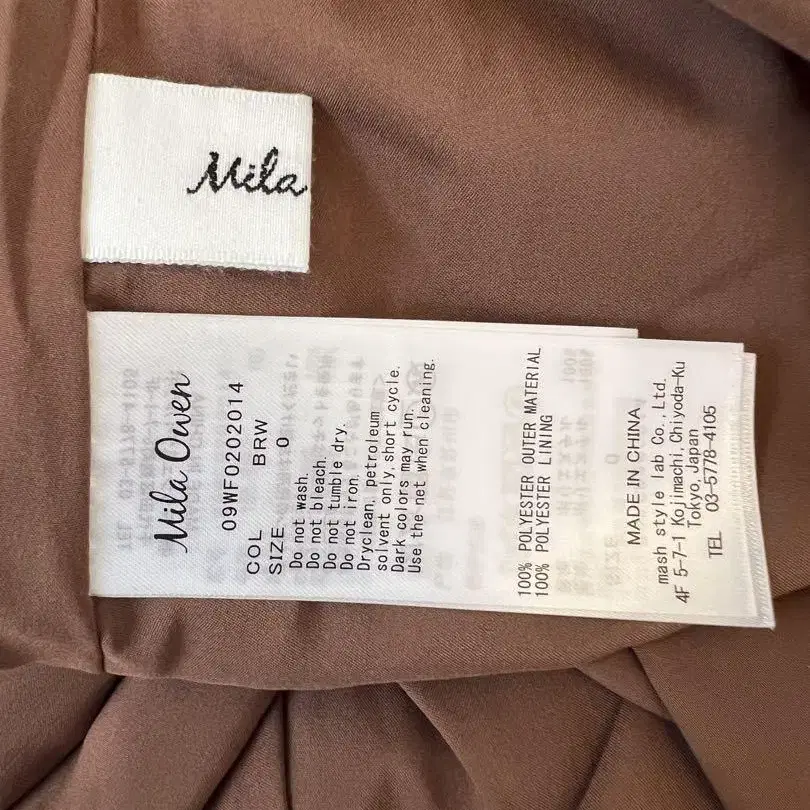 Mila
Mila Owen
09WFO202014
COL BRW
SIZE 0
Do not wash.
Do not bleach.
Do not tumble dry.
Do not iron.
Dryclean, petroleum
solvent only, short cycle.
Dark colors may run.
Use the net when cleaning.
100% POLYESTER OUTER MATERIAL
100% POLYESTER LINING
MADE IN CHINA
mash style lab Co., Ltd.
4F 5-7-1 Kojimachi, Chiyoda-Ku
Tokyo, Japan
TEL 03-5778-4105